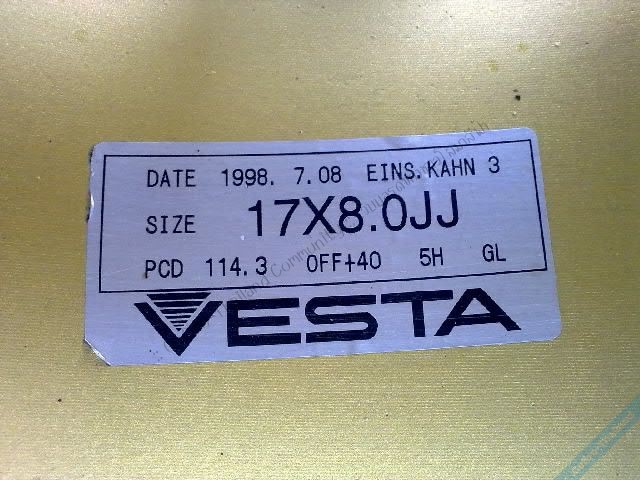 DATE 1998. 7.08 EINS.KAHN 3
SIZE 17X8.0JJ
PCD 114.3 OFF+40 5H GL
VESTA